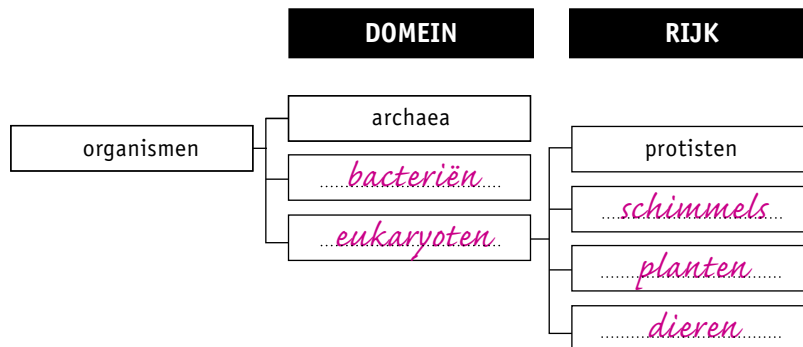 DOMEIN
RIJK
organismen
archaea
bacteriën
eukaryoten
protisten
schimmels
planten
dieren